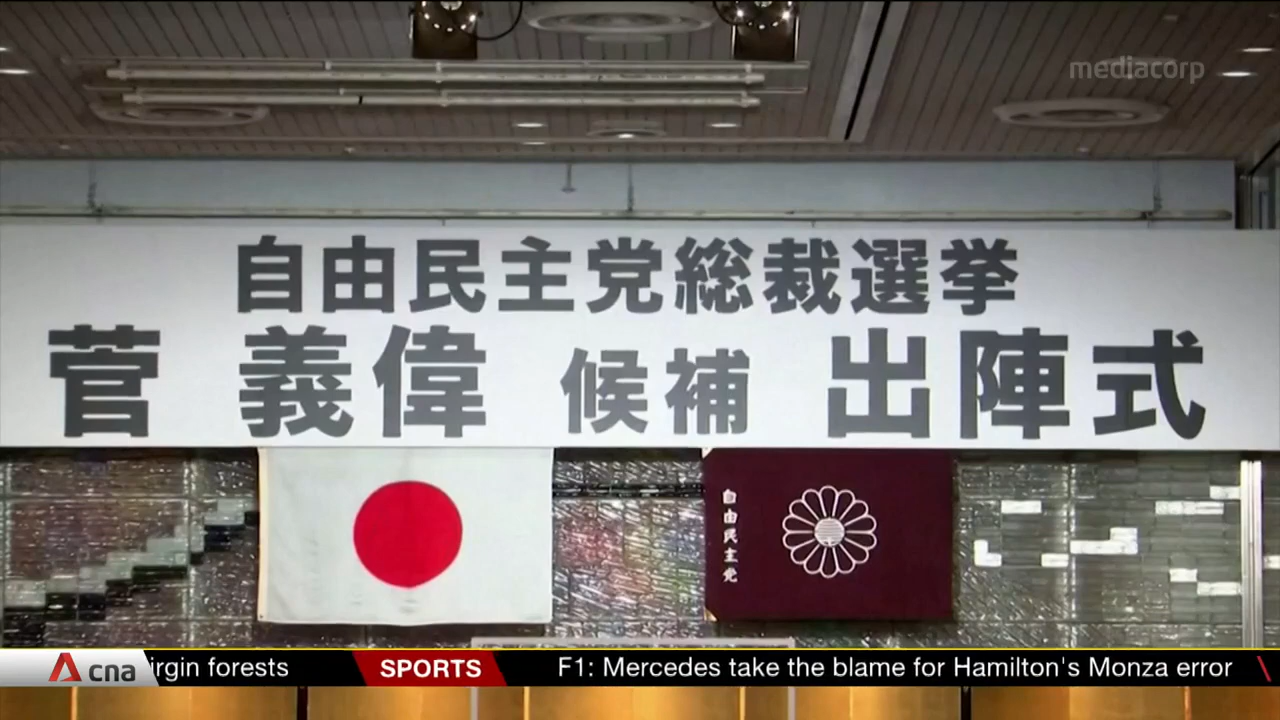 mediacorp
自由民主党総裁選挙
菅 義偉 候補 出陣式
自由民主党
cna
irgin forests
SPORTS
F1: Mercedes take the blame for Hamilton's Monza error